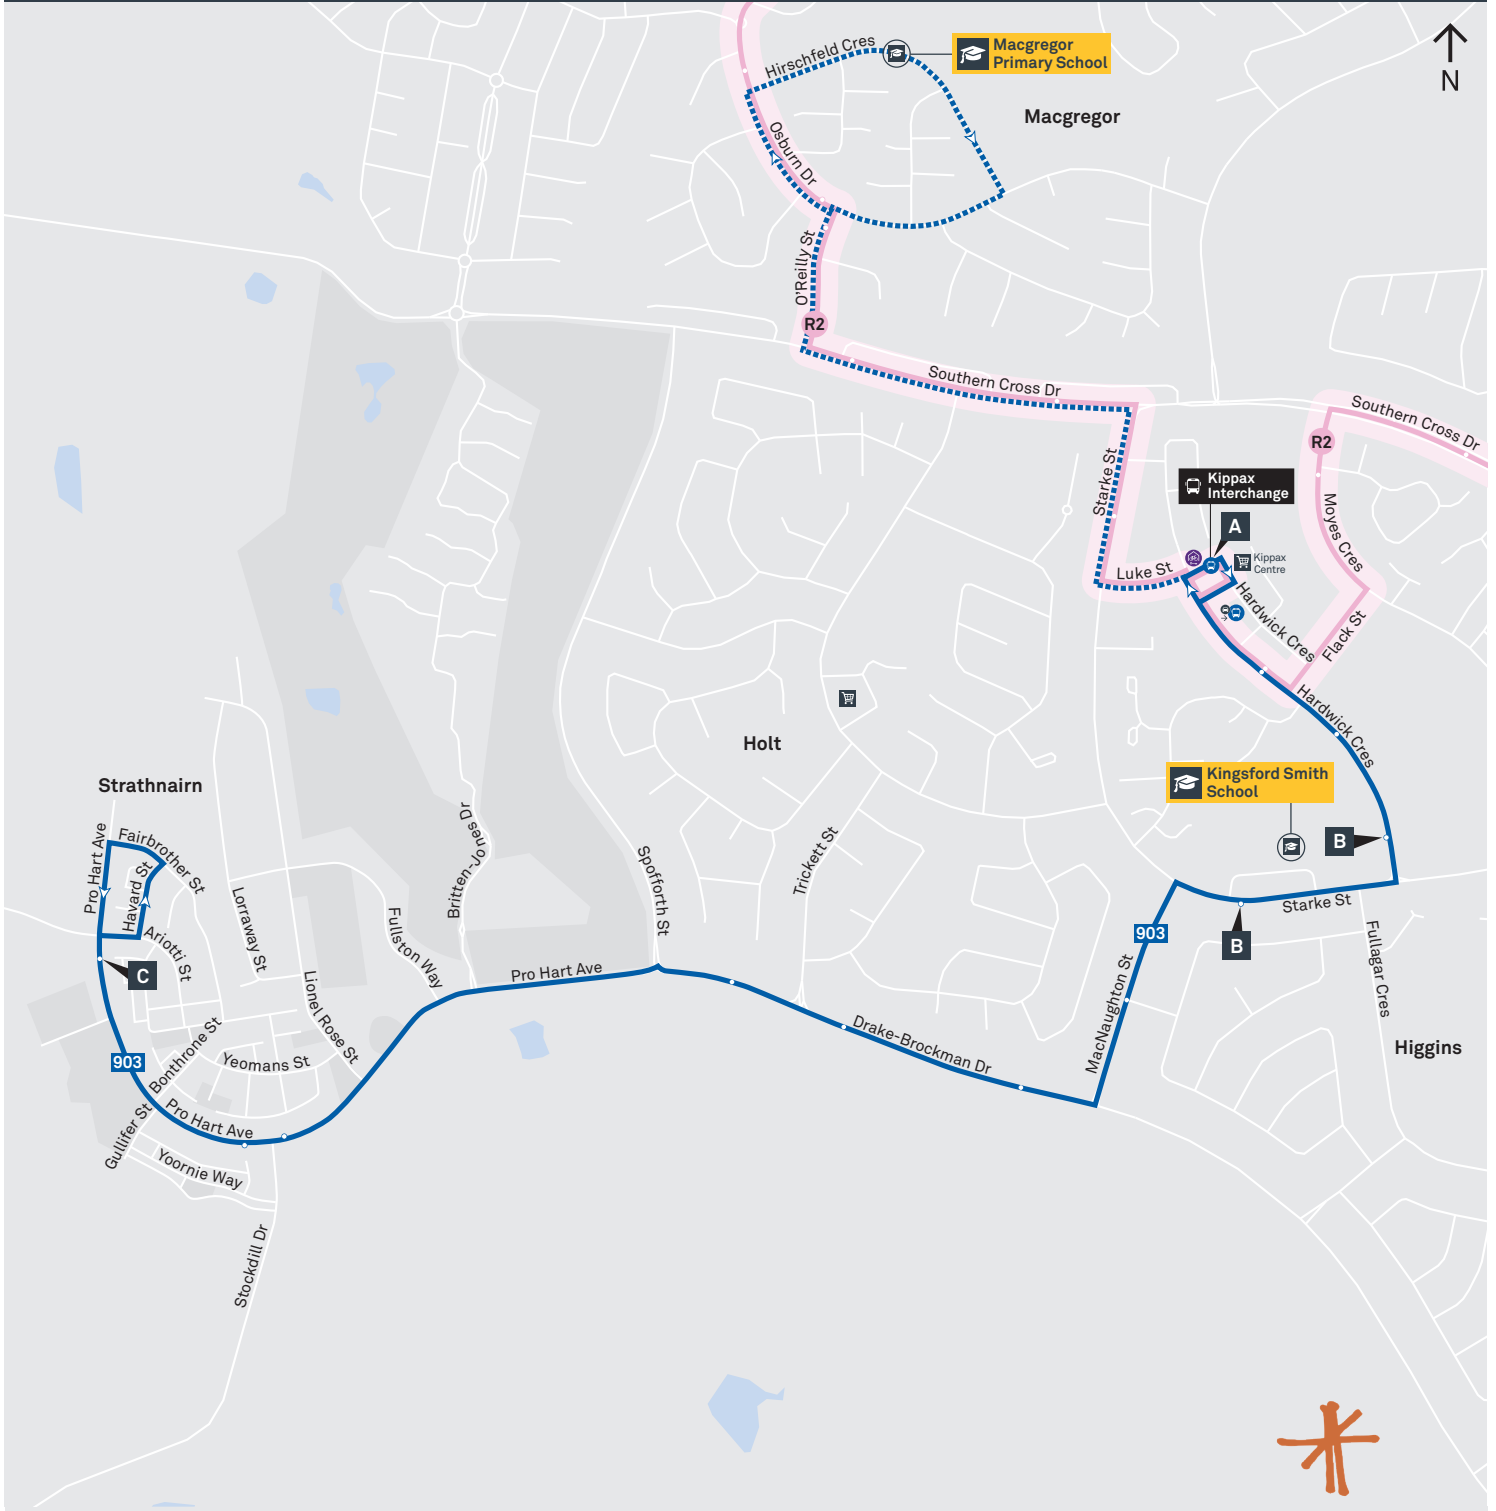 Hirschfeld Cres
Macgregor
Primary School
N
Macgregor
Osburn Dr
O'Reilly St
R2
Southern Cross Dr
Southern Cross Dr
R2
Starke St
Kippax
Interchange
A
Moyes Cres
Kippax
Centre
Luke St
Hardwick Cres
Flack St
Hardwick Cres
Holt
Kingsford Smith
School
Strathnairn
B
Pro Hart Ave
Fairbrother St
Havard St
Britten-Jones Dr
Trickett St
Spofforth St
Lorraway St
Starke St
903
B
Fullston Way
Ariotti St
C
Fullagar Cres
Pro Hart Ave
Lionel Rose St
MacNaughton St
Drake-Brockman Dr
Higgins
903
Bonthrone St
Yeomans St
Pro Hart Ave
Gullifer St
Yoornie Way
Stockdill Dr